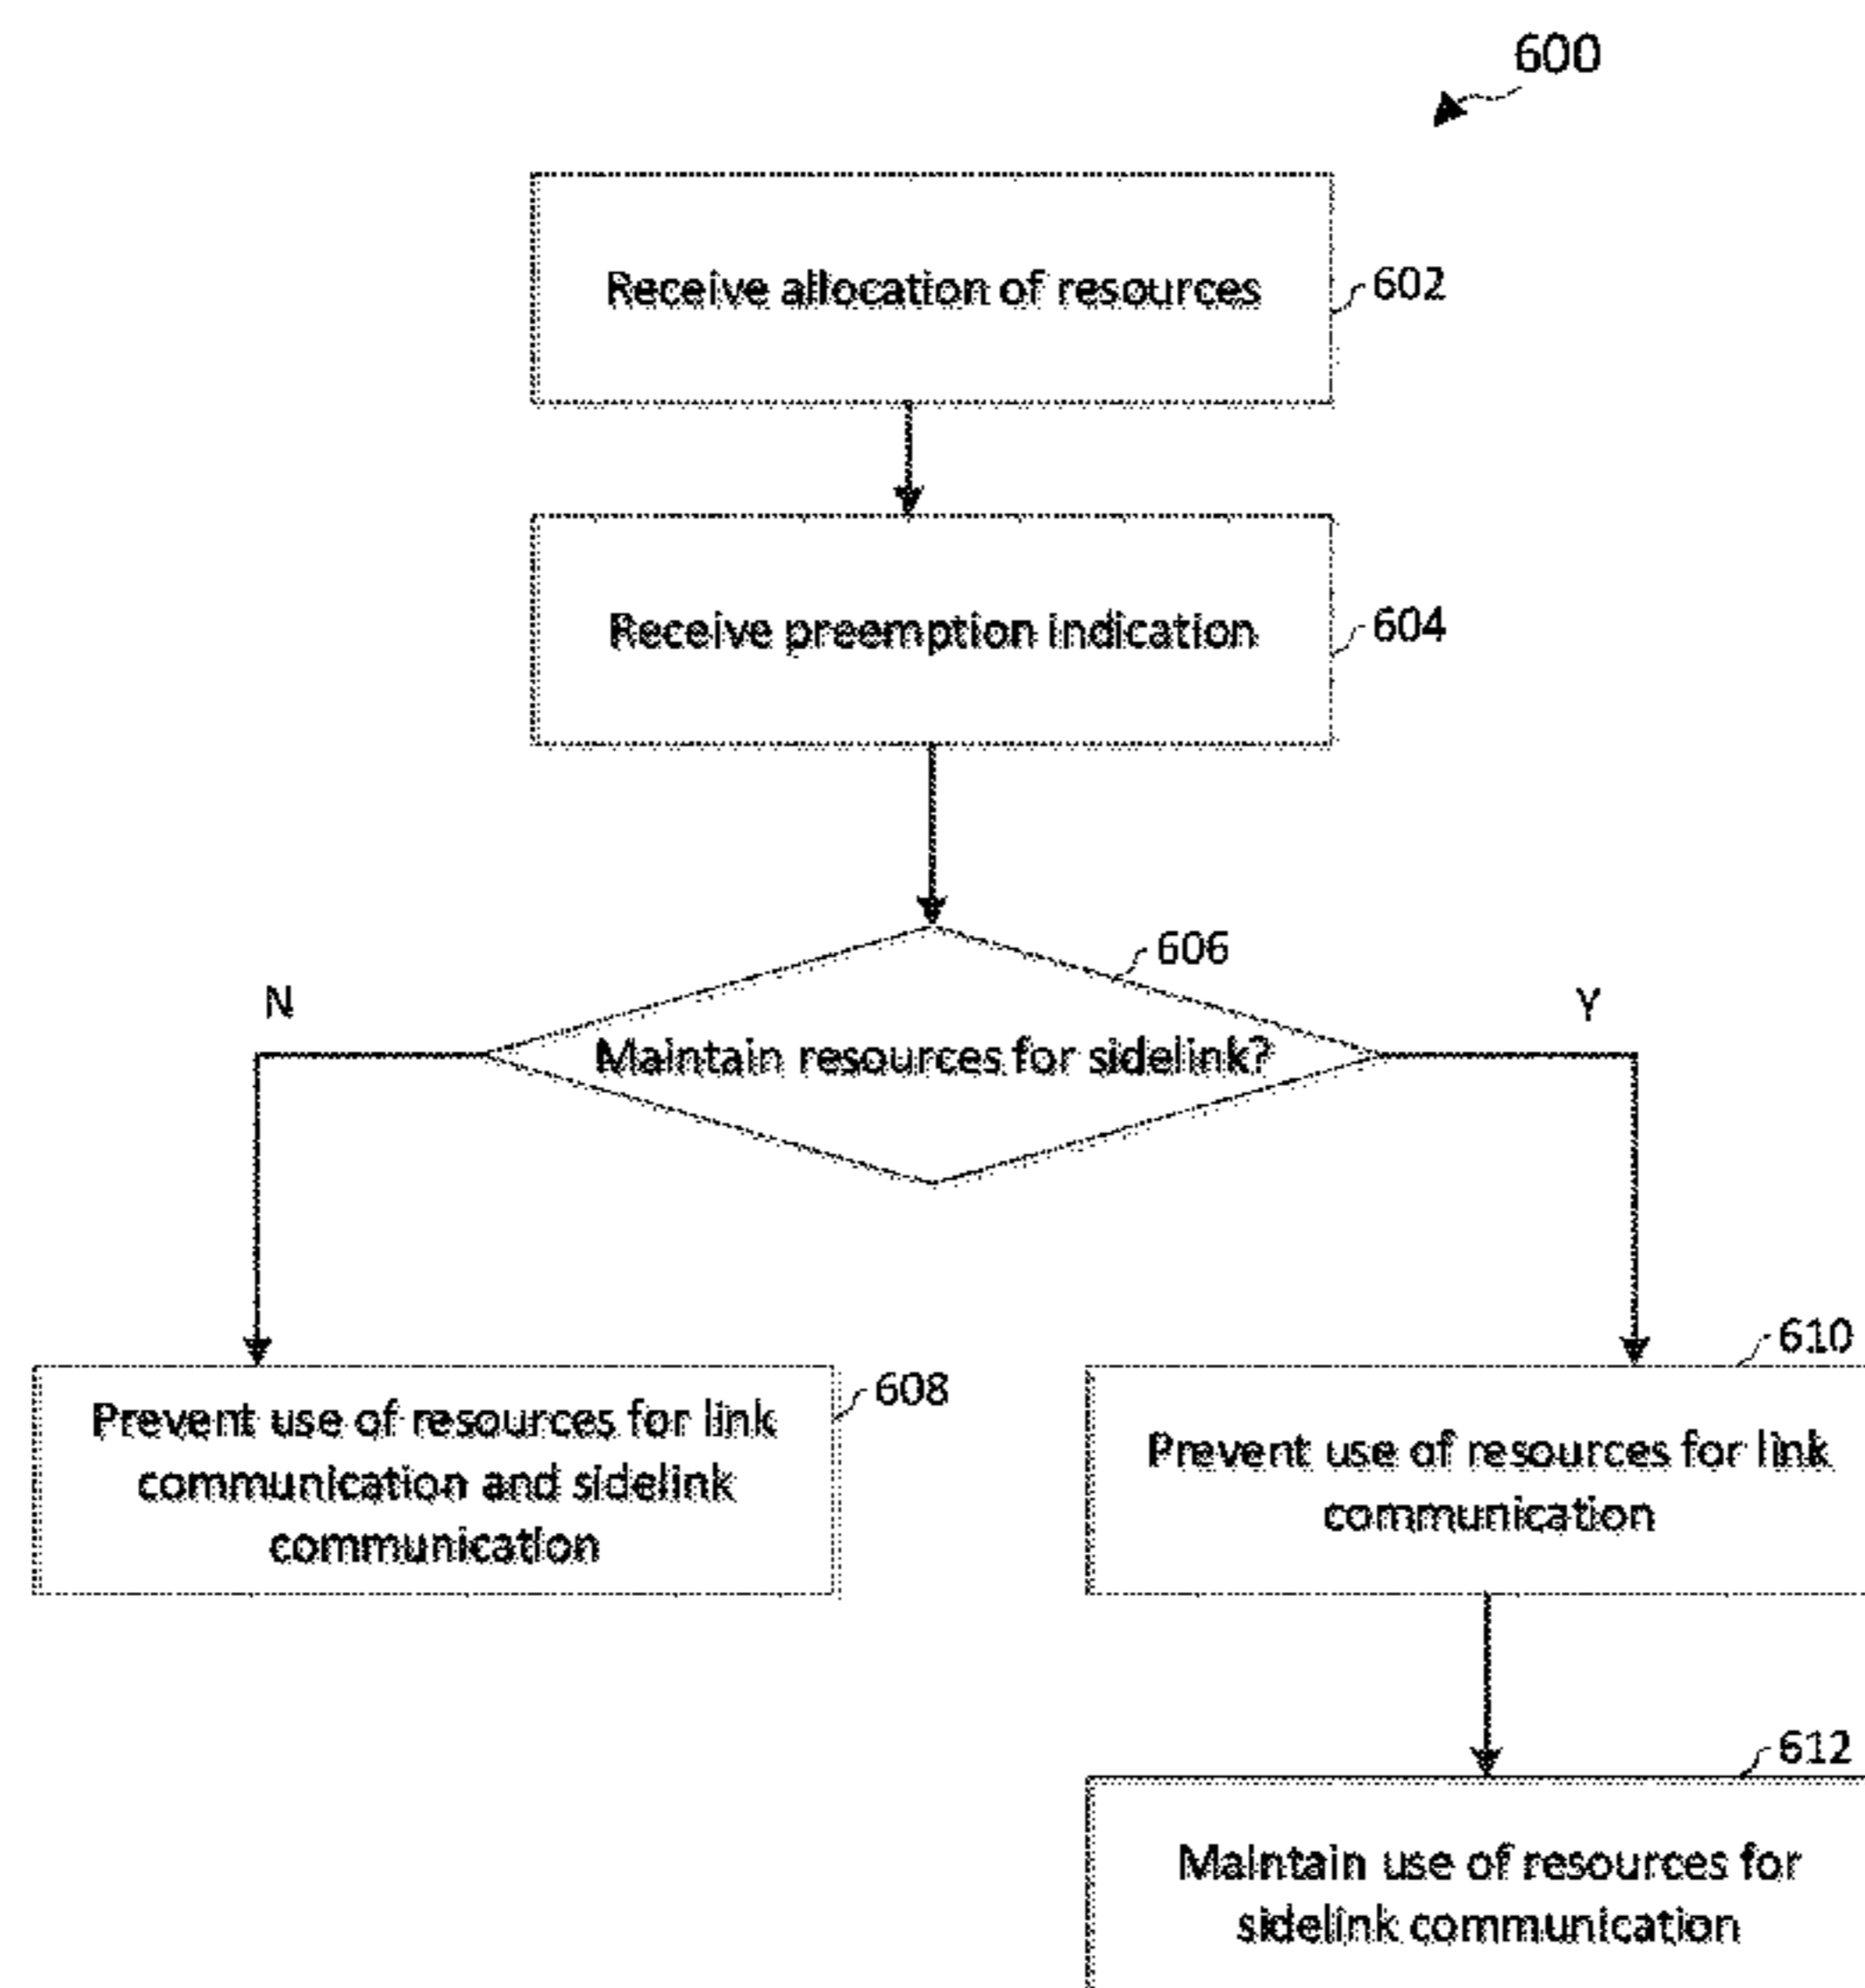 600
Receive allocation of resources
602
Receive preemption indication
604
606
N
Y
Maintain resources for sidelink?
608
610
Prevent use of resources for link
communication and sidelink
communication
Prevent use of resources for link
communication
612
Maintain use of resources for
sidelink communication